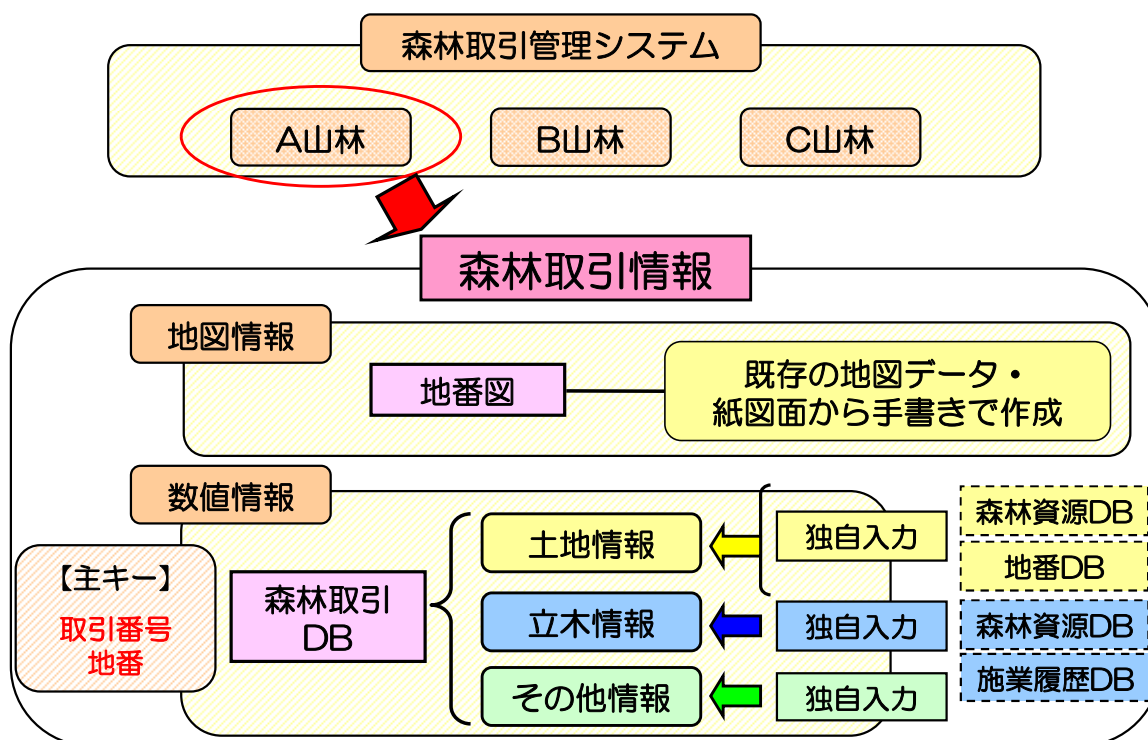 森林取引管理システム
A山林
B山林
C山林
森林取引情報
地図情報
地番図
既存の地図データ・
紙図面から手書きで作成
数値情報
【主キー】
取引番号
地番
森林取引
DB
土地情報
立木情報
その他情報
独自入力
独自入力
独自入力
森林資源DB
地番DB
森林資源DB
施業履歴DB